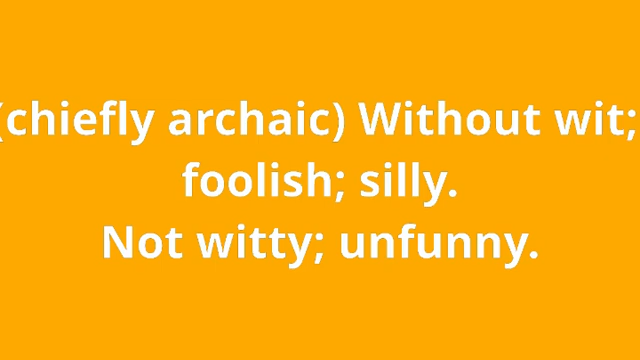 (chiefly archaic) Without wit;
foolish; silly.
Not witty; unfunny.